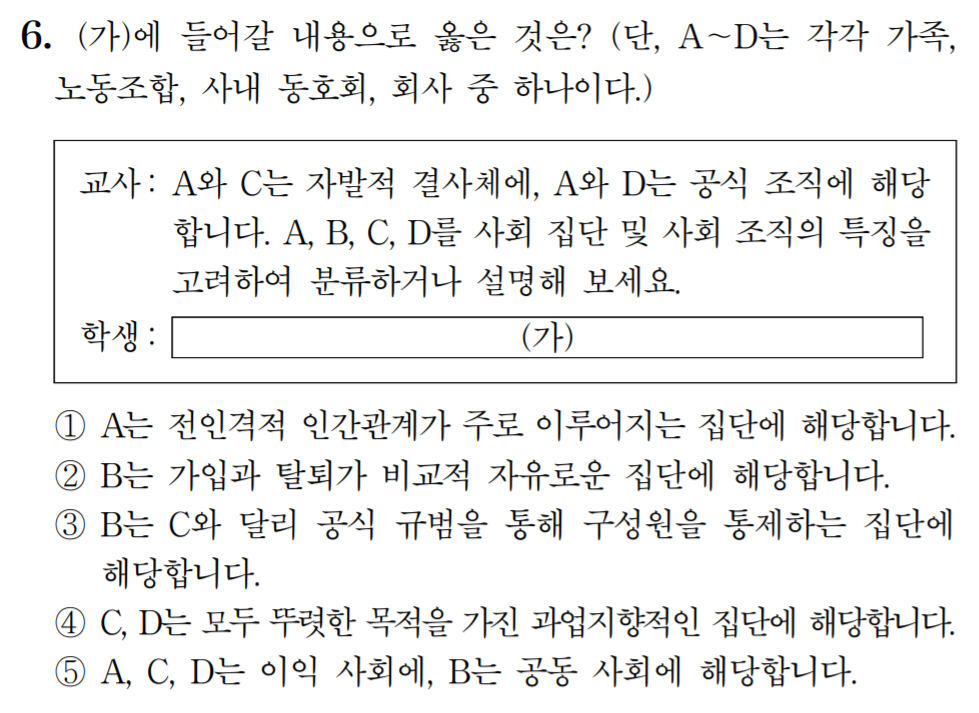 6. (가)에 들어갈 내용으로 옳은 것은? (단, A~D는 각각 가족,
노동조합, 사내 동호회, 회사 중 하나이다.)
교사 : A와 C는 자발적 결사체에, A와 D는 공식 조직에 해당
합니다. A, B, C, D를 사회 집단 및 사회 조직의 특징을
고려하여 분류하거나 설명해 보세요.
학생 : (가)
① A는 전인격적 인간관계가 주로 이루어지는 집단에 해당합니다.
② B는 가입과 탈퇴가 비교적 자유로운 집단에 해당합니다.
③ B는 C와 달리 공식 규범을 통해 구성원을 통제하는 집단에
해당합니다.
④ C, D는 모두 뚜렷한 목적을 가진 과업지향적인 집단에 해당합니다.
⑤ A, C, D는 이익 사회에, B는 공동 사회에 해당합니다.